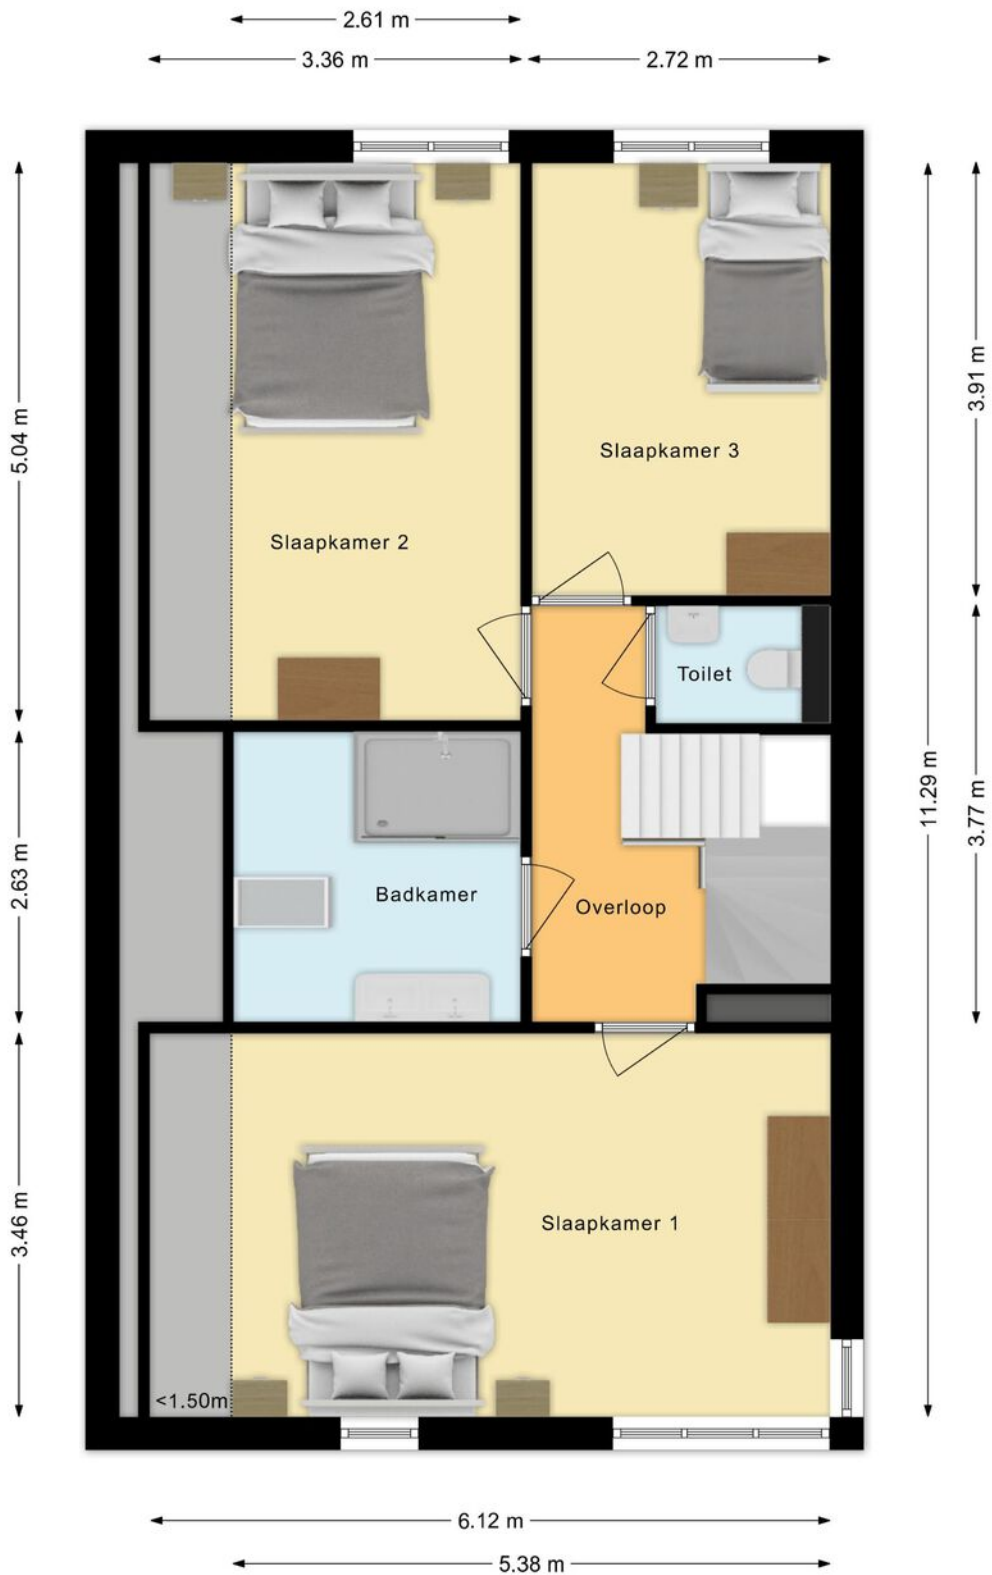 2.61 m
3.36 m
2.72 m
5.04 m
3.91 m
Slaapkamer 3
Slaapkamer 2
Toilet
11.29 m
3.77 m
2.63 m
Badkamer
Overloop
3.46 m
Slaapkamer 1
<1.50m
6.12 m
5.38 m